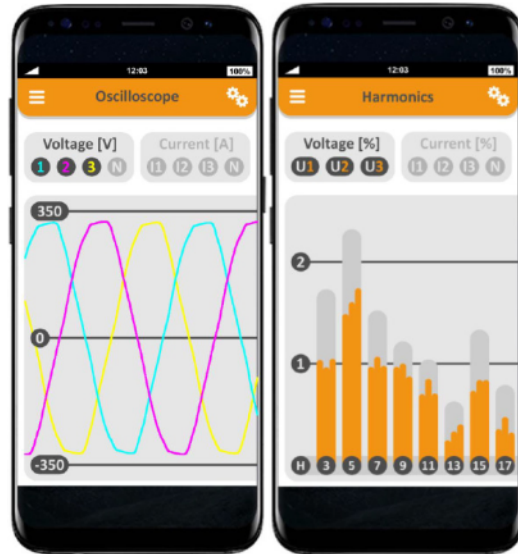 12:03 100%
Oscilloscope
Voltage [V] Current [A]
1 2 3 N I1 I2 I3 N
350
0
-350
12:03 100%
Harmonics
Voltage [%] Current [%]
U1 U2 U3 I1 I2 I3 N
2
1
H 3 5 7 9 11 13 15 17